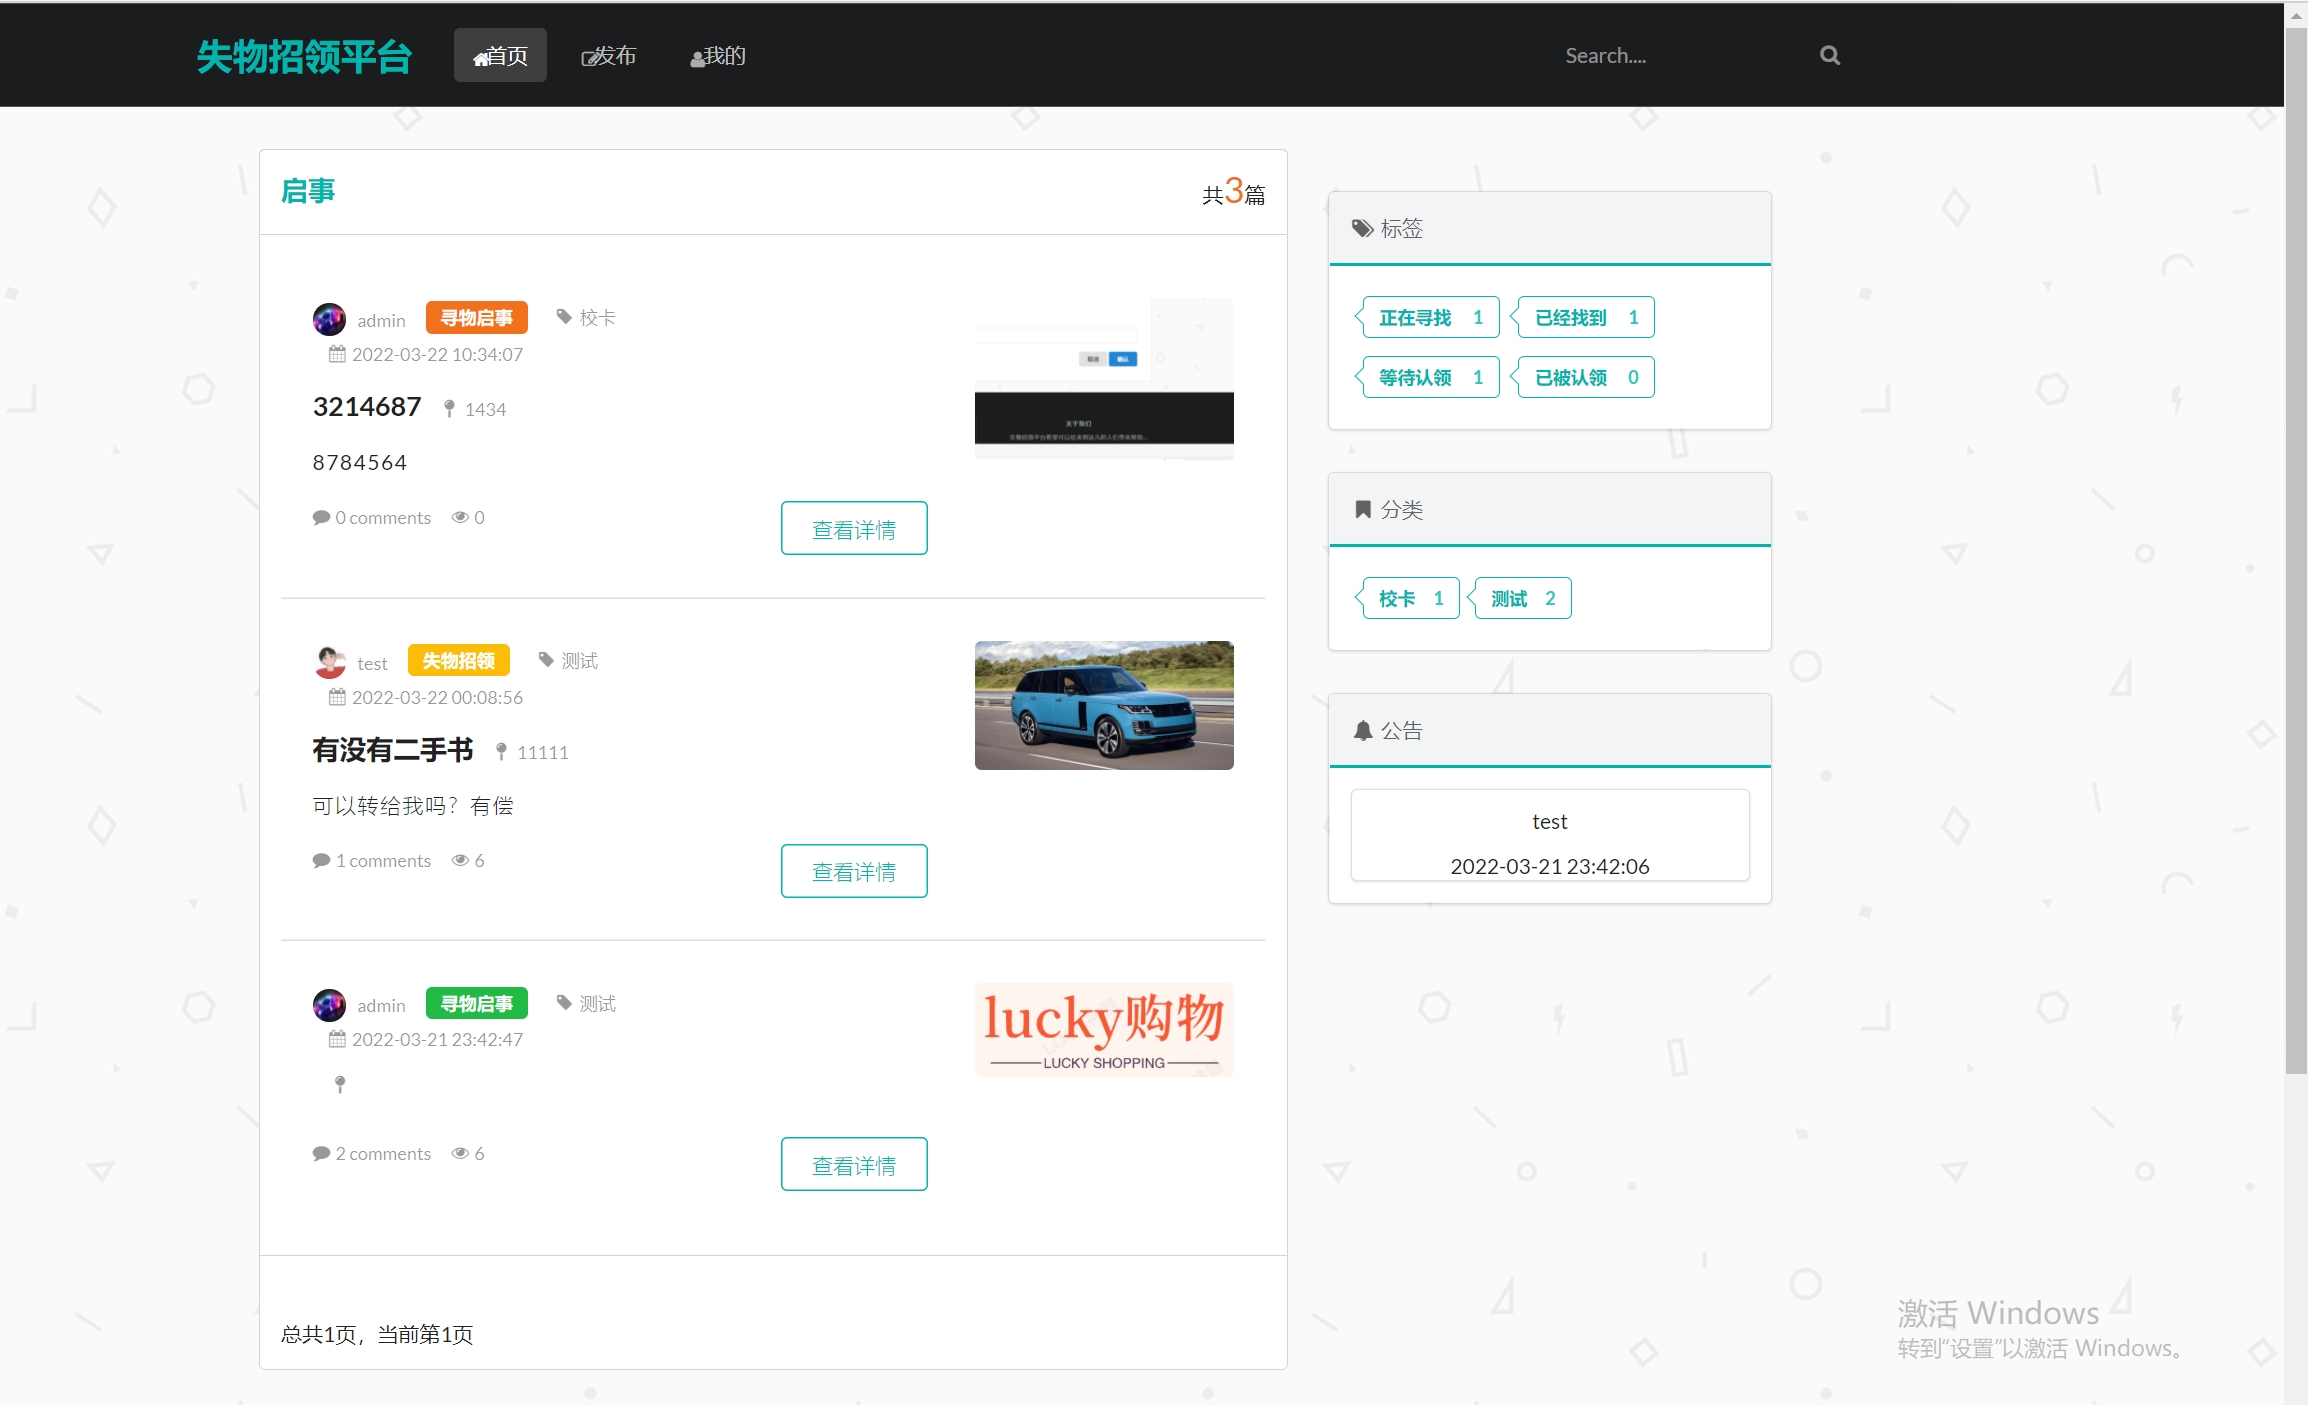 失物招领平台 首页 发布 我的 Search....
启事 共3篇
admin 寻物启事 校卡
2022-03-22 10:34:07
3214687 1434
8784564
0 comments 0
查看详情
取消 确认
关于我们
test 失物招领 测试
2022-03-22 00:08:56
有没有二手书 11111
可以转给我吗？有偿
1 comments 6
查看详情
admin 寻物启事 测试
2022-03-21 23:42:47
2 comments 6
查看详情
lucky购物
LUCKY SHOPPING
总共1页，当前第1页
标签
正在寻找 1 已经找到 1
等待认领 1 已被认领 0
分类
校卡 1 测试 2
公告
test
2022-03-21 23:42:06
激活 Windows
转到“设置”以激活 Windows。